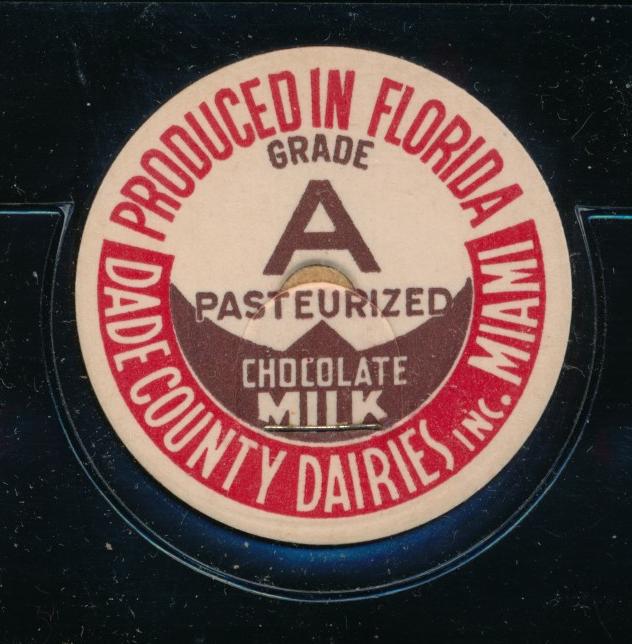 PRODUCED IN FLORIDA
GRADE
A
PASTEURIZED
CHOCOLATE
MILK
DADE COUNTY DAIRIES INC. MIAMI